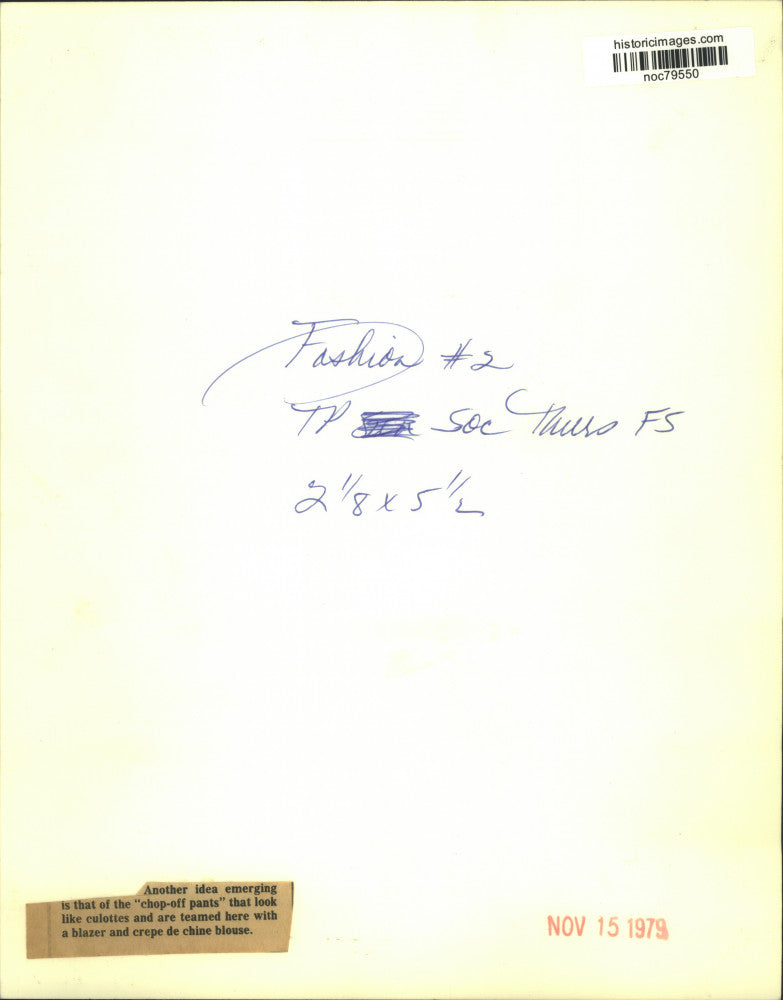 historicimages.com
noc79550
Fashion #2
TP Soc Thurs FS
2 1/8 x 5 1/2
Another idea emerging
is that of the "chop-off pants" that look
like culottes and are teamed here with
a blazer and crepe de chine blouse.
NOV 15 1979